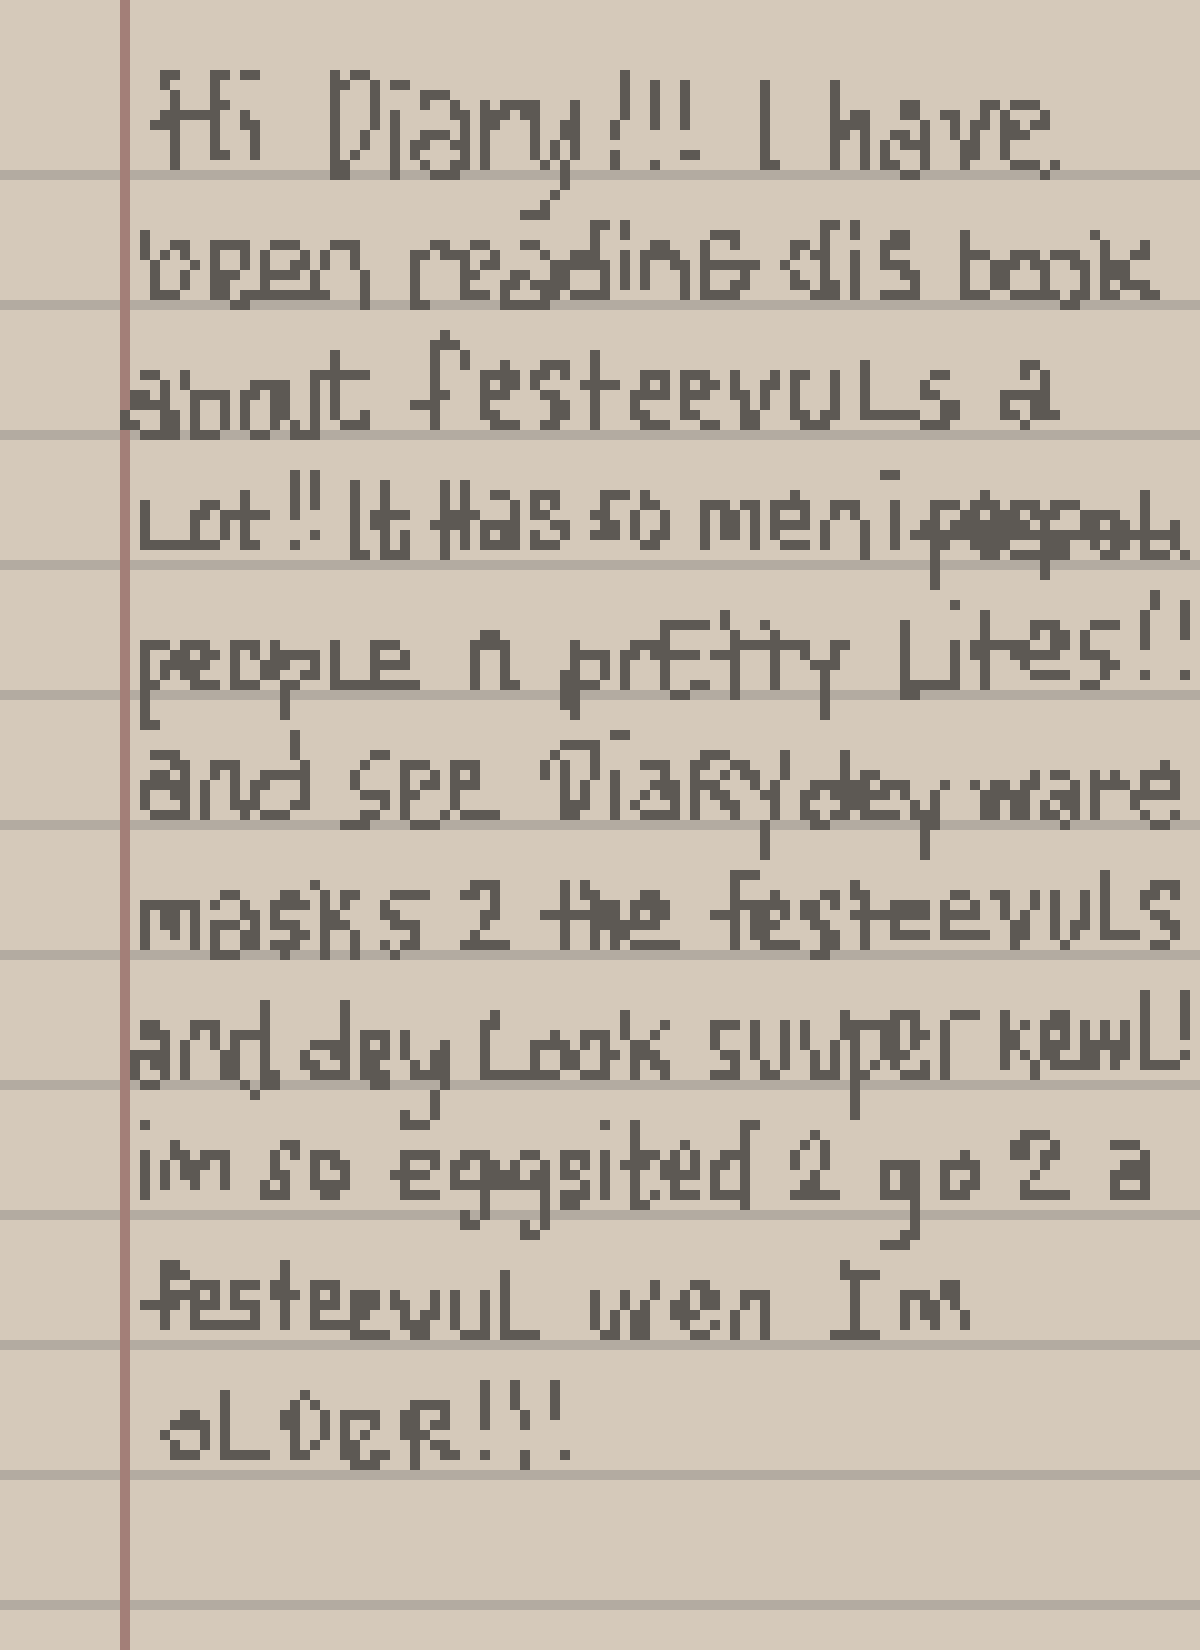 Hi Diary!!! I have
been reading dis book
about festeevuLs a
Lot!! It Has so meni
peopLe n prEtty Lites!!
and see DiaRy dey ware
masks 2 the festeevuLs
and dey Look suvper kewL!
im so eggsited 2 go 2 a
festeevuL wen Im
oLDeR!!!